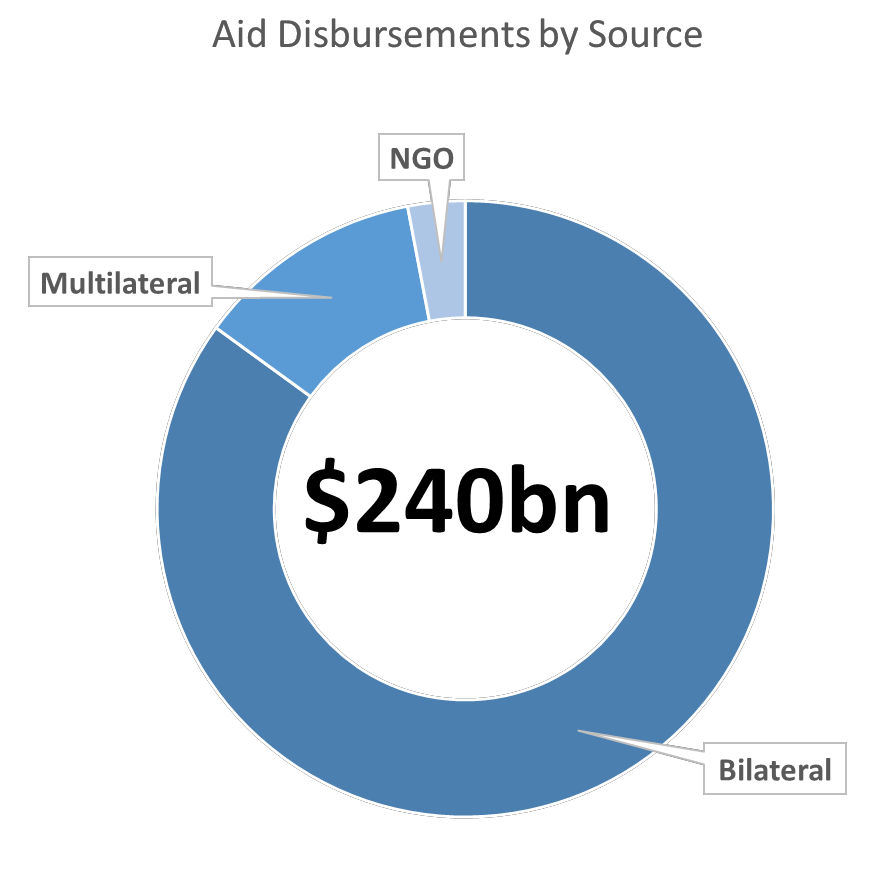 Aid Disbursements by Source
NGO
Multilateral
$240bn
Bilateral